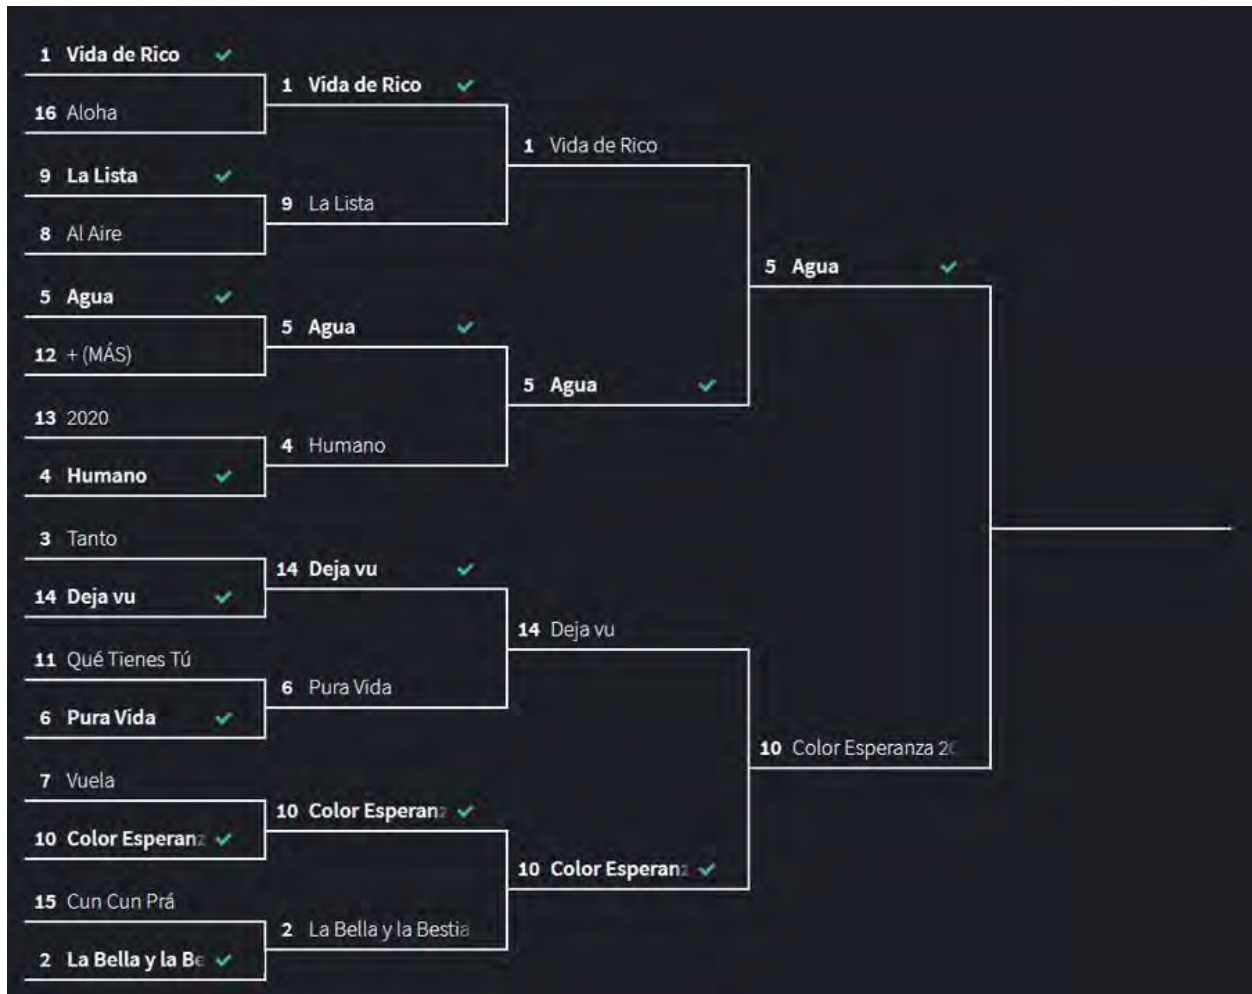 1 Vida de Rico
16 Aloha
9 La Lista
8 Al Aire
5 Agua
12 + (MÁS)
13 2020
4 Humano
3 Tanto
14 Deja vu
11 Qué Tienes Tú
6 Pura Vida
7 Vuela
10 Color Esperanz
15 Cun Cun Prá
2 La Bella y la Be
1 Vida de Rico
9 La Lista
5 Agua
4 Humano
14 Deja vu
6 Pura Vida
10 Color Esperanz
2 La Bella y la Bestia
1 Vida de Rico
5 Agua
14 Deja vu
10 Color Esperanz
5 Agua
10 Color Esperanza 20